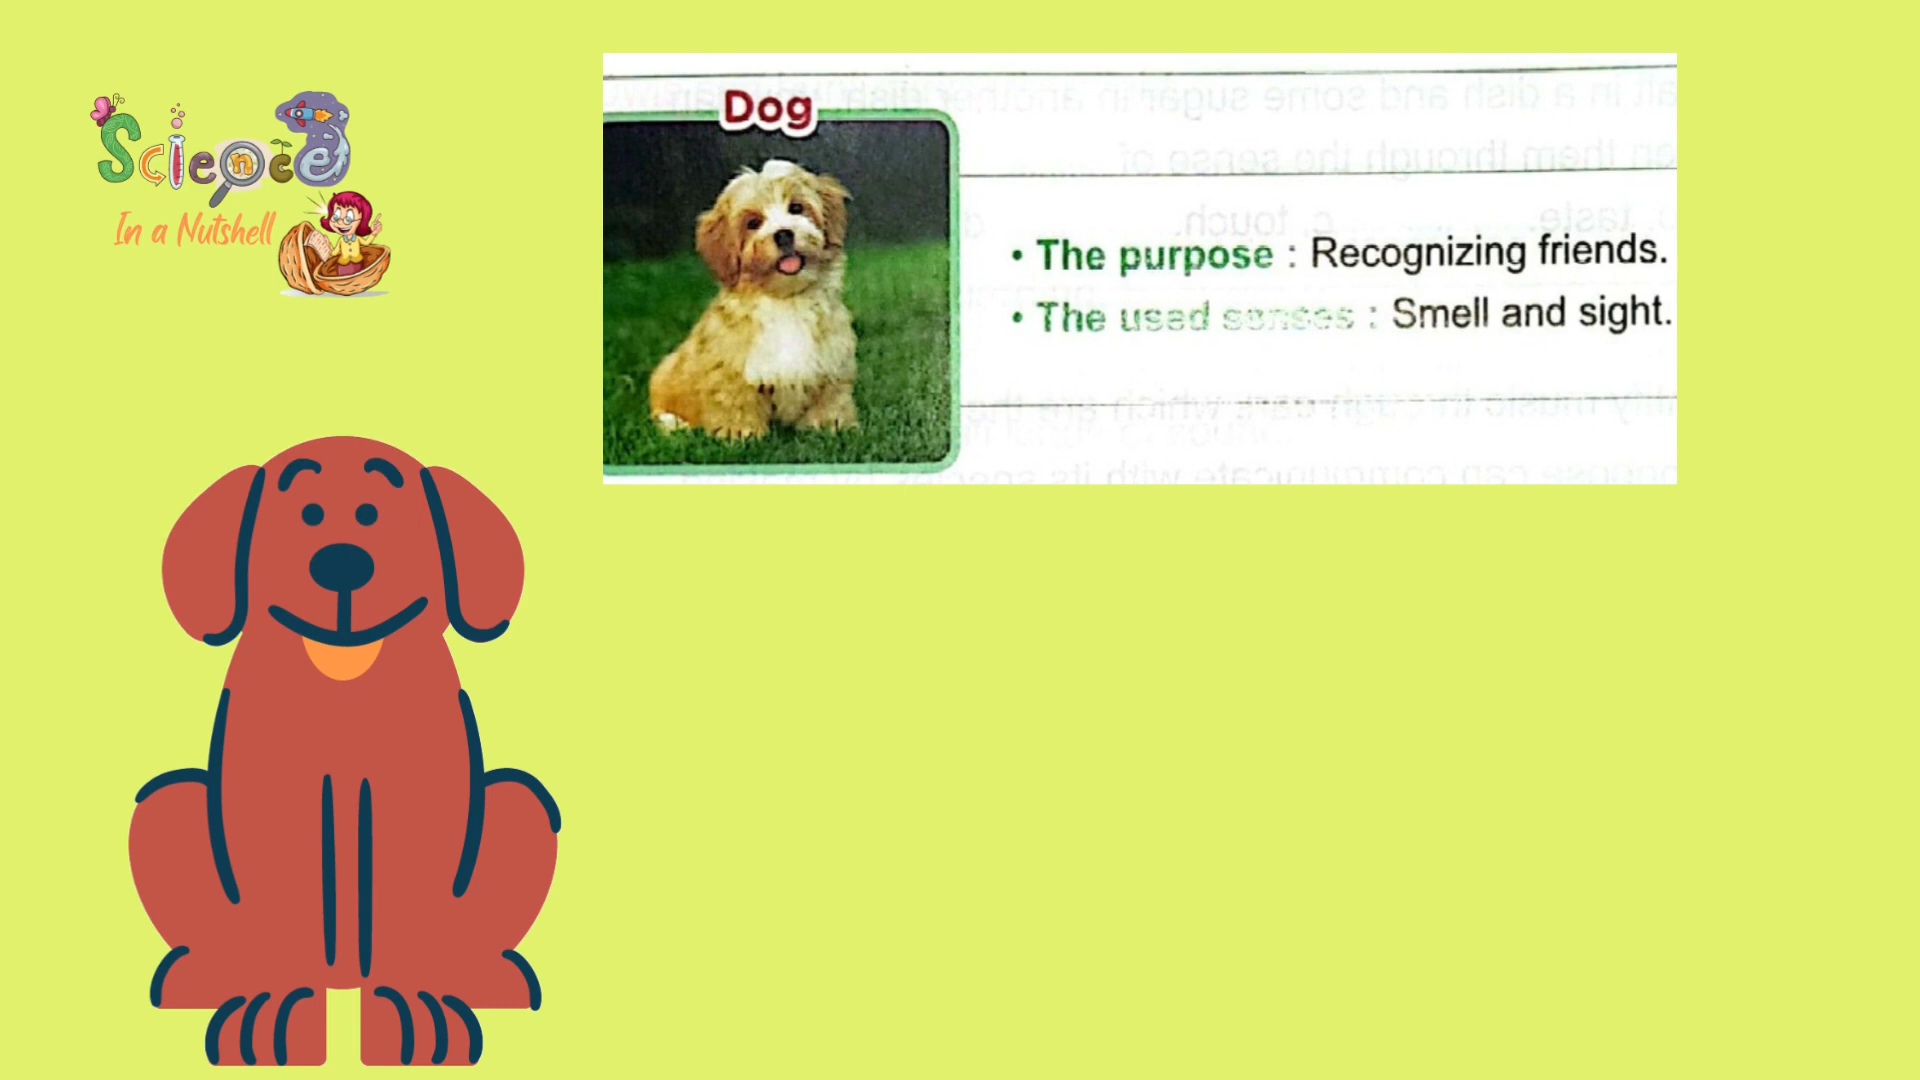 Science
In a Nutshell
Dog
• The purpose : Recognizing friends.
• The used senses : Smell and sight.